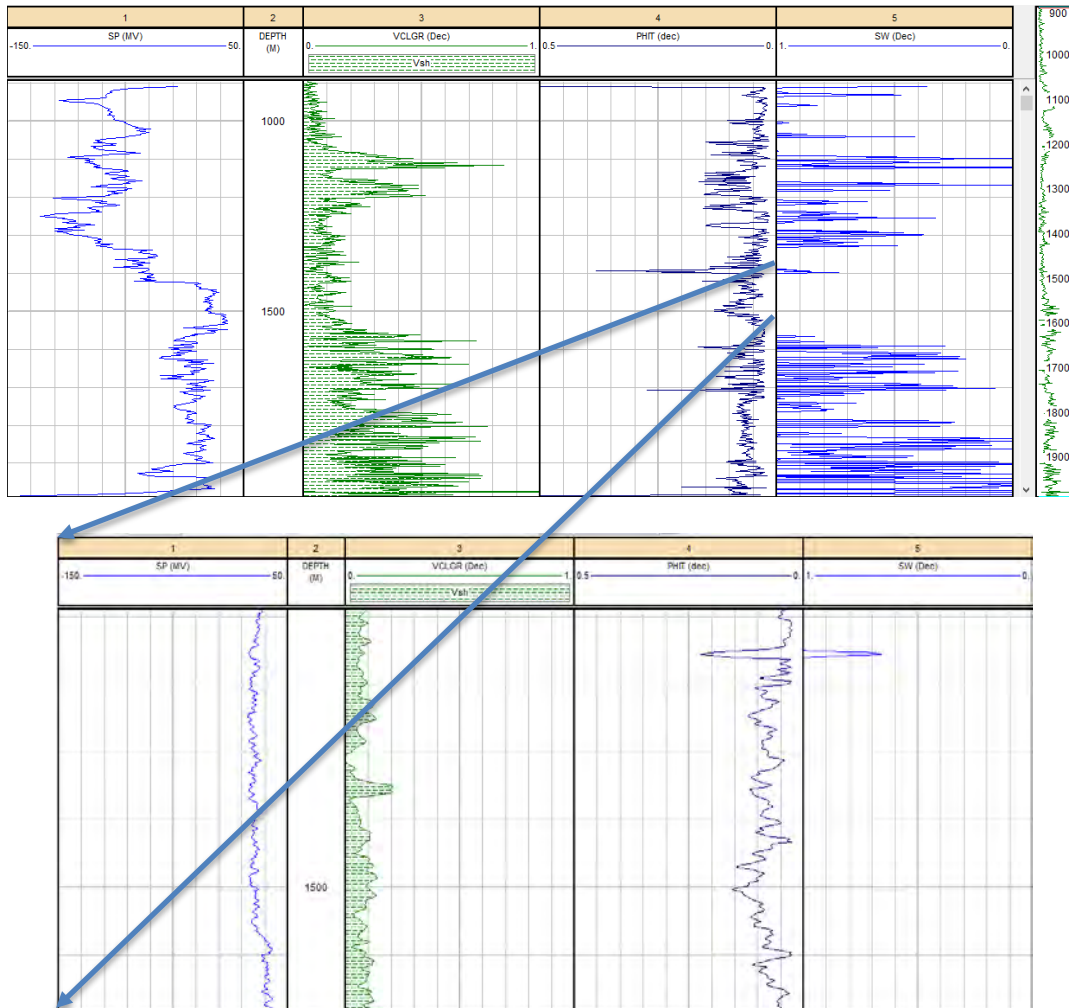 1 2 3 4 5
SP (MV) DEPTH (M) VCLGR (Dec) PHIT (dec) SW (Dec)
-150. 50. 0. 1. 0.5 0. 1. 0.
Vsh
1000
1500
900
1000
1100
1200
1300
1400
1500
1600
1700
1800
1900
1 2 3 4 5
SP (MV) DEPTH (M) VCLGR (Dec) PHIT (dec) SW (Dec)
-150. 50. 0. 1. 0.5 0. 1. 0.
Vsh
1500